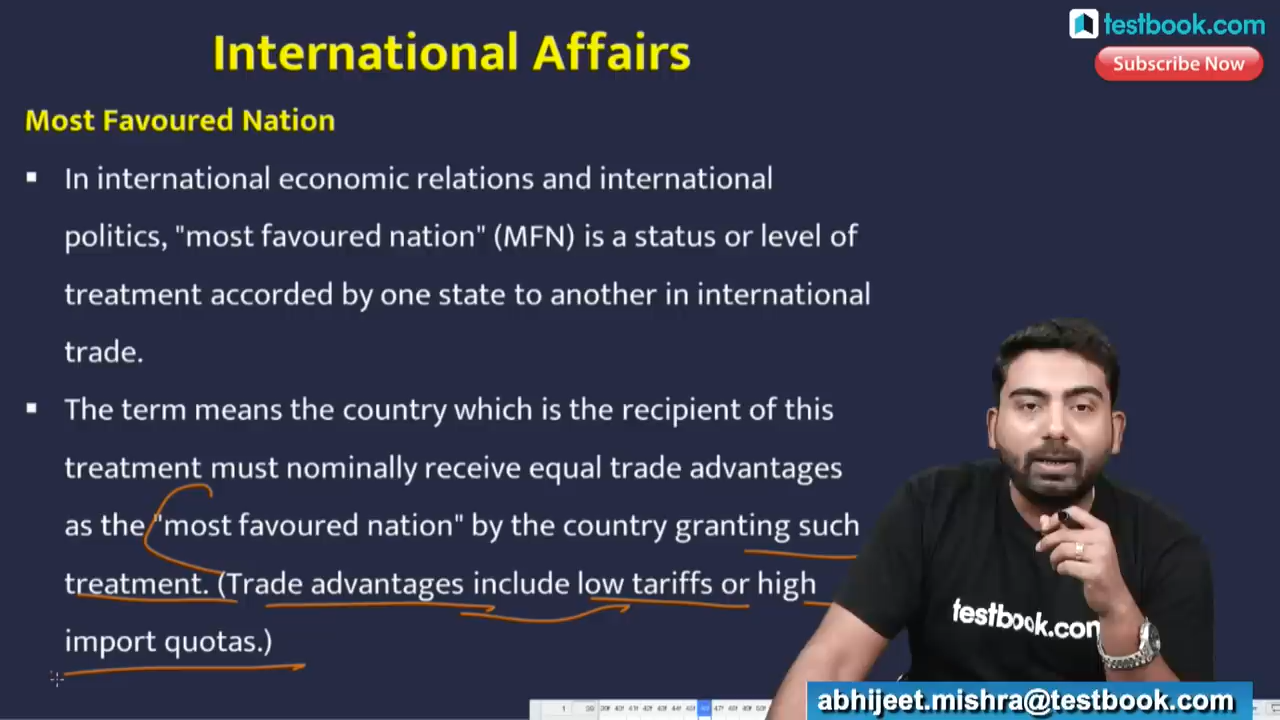 International Affairs
testbook.com
Subscribe Now
Most Favoured Nation
▪ In international economic relations and international
politics, "most favoured nation" (MFN) is a status or level of
treatment accorded by one state to another in international
trade.
▪ The term means the country which is the recipient of this
treatment must nominally receive equal trade advantages
as the "most favoured nation" by the country granting such
treatment. (Trade advantages include low tariffs or high
import quotas.)
testbook.com
abhijeet.mishra@testbook.com